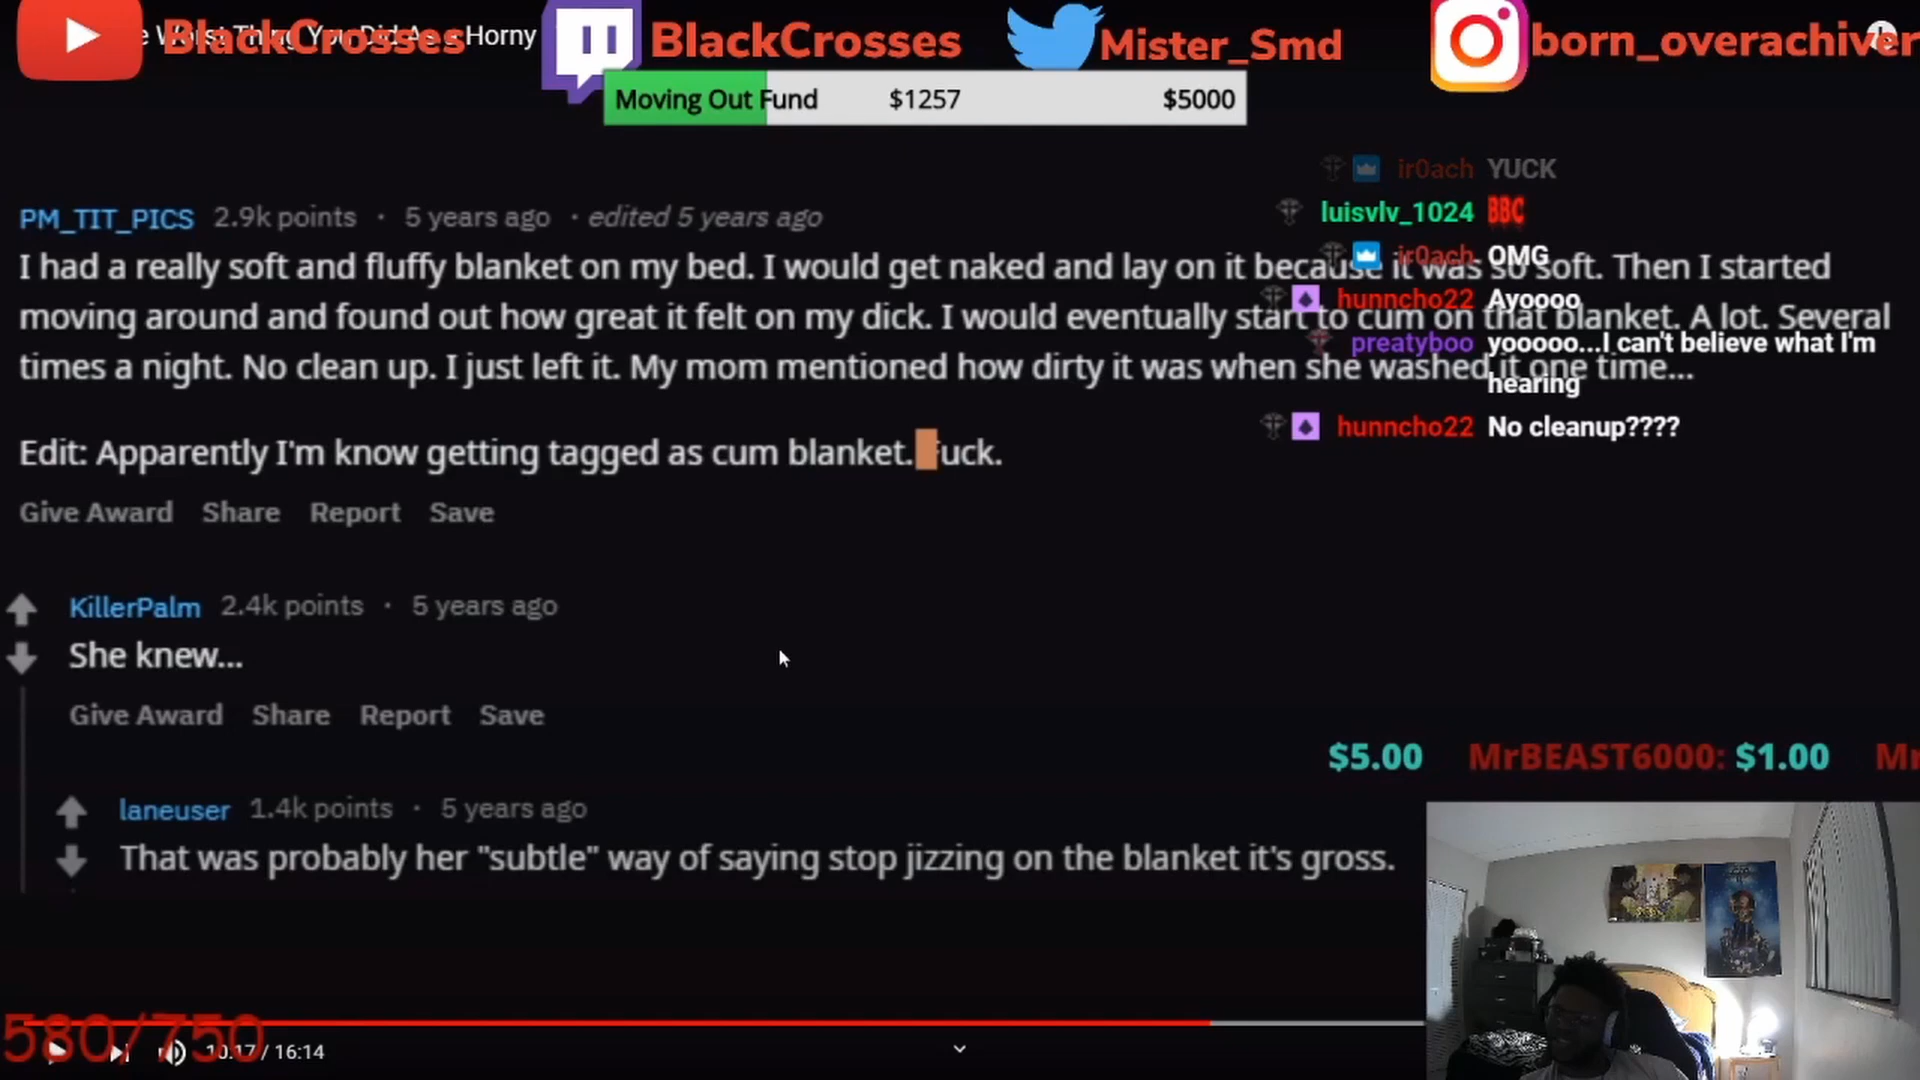 e Worst Thing You Did As a Horny
BlackCrosses
BlackCrosses
Mister_Smd
born_overachiver
Moving Out Fund $1257 $5000
ir0ach YUCK
luisvlv_1024 BBC
ir0ach OMG
hunncho22 Ayoooo
preatyboo yooooo...I can't believe what I'm
hearing
hunncho22 No cleanup????
PM_TIT_PICS 2.9k points · 5 years ago · edited 5 years ago
I had a really soft and fluffy blanket on my bed. I would get naked and lay on it because it was so soft. Then I started
moving around and found out how great it felt on my dick. I would eventually start to cum on that blanket. A lot. Several
times a night. No clean up. I just left it. My mom mentioned how dirty it was when she washed it one time...
Edit: Apparently I'm know getting tagged as cum blanket. Fuck.
Give Award Share Report Save
KillerPalm 2.4k points · 5 years ago
She knew...
Give Award Share Report Save
$5.00 MrBEAST6000: $1.00 Mr
laneuser 1.4k points · 5 years ago
That was probably her "subtle" way of saying stop jizzing on the blanket it's gross.
580/750
10:17 / 16:14